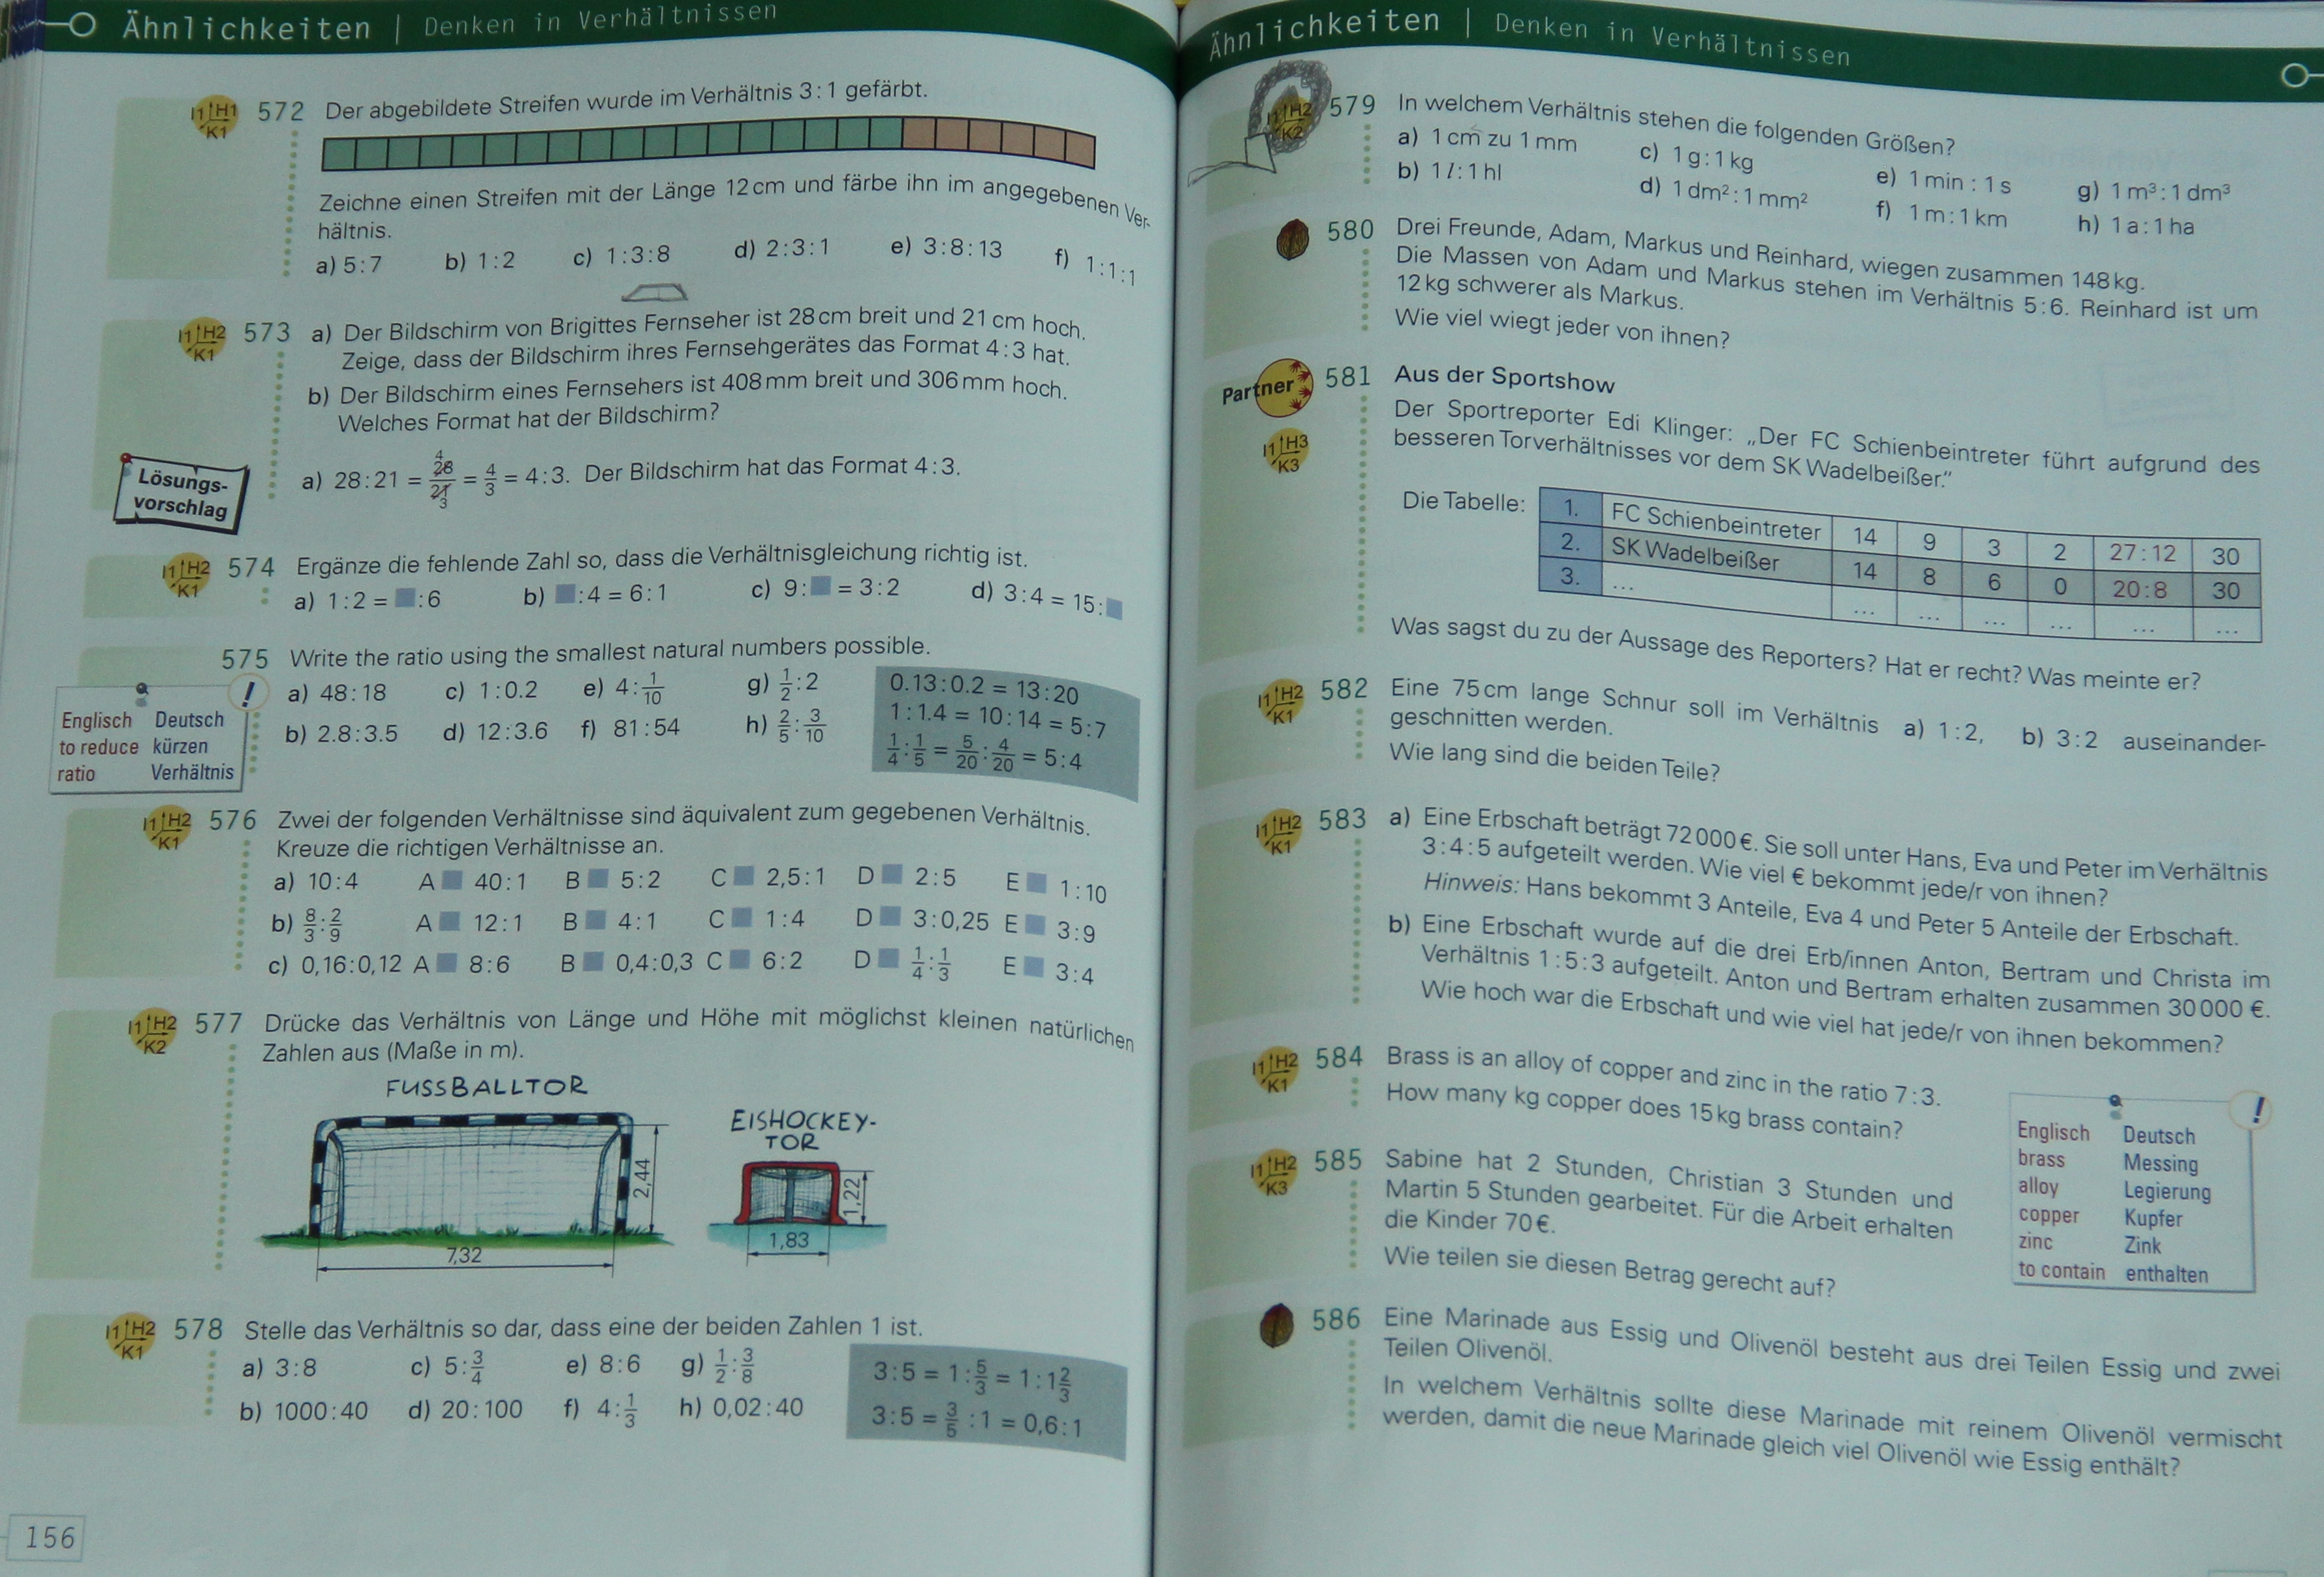 Ähnlichkeiten | Denken in Verhältnissen
I1 H1 K1
572 Der abgebildete Streifen wurde im Verhältnis 3:1 gefärbt.
Zeichne einen Streifen mit der Länge 12 cm und färbe ihn im angegebenen Ver-
hältnis.
a) 5:7 b) 1:2 c) 1:3:8 d) 2:3:1 e) 3:8:13 f) 1:1:1
I1 H2 K1
573 a) Der Bildschirm von Brigittes Fernseher ist 28 cm breit und 21 cm hoch.
Zeige, dass der Bildschirm ihres Fernsehgerätes das Format 4:3 hat.
b) Der Bildschirm eines Fernsehers ist 408 mm breit und 306 mm hoch.
Welches Format hat der Bildschirm?
Lösungs-
vorschlag
a) 28:21 = 28/21 = 4/3 = 4:3. Der Bildschirm hat das Format 4:3.
4
3
I1 H2 K1
574 Ergänze die fehlende Zahl so, dass die Verhältnisgleichung richtig ist.
a) 1:2 = ■:6 b) ■:4 = 6:1 c) 9:■ = 3:2 d) 3:4 = 15:■
575 Write the ratio using the smallest natural numbers possible.
a) 48:18 c) 1:0.2 e) 4:1/10 g) 1/2:2
b) 2.8:3.5 d) 12:3.6 f) 81:54 h) 2/5:3/10
0.13:0.2 = 13:20
1:1.4 = 10:14 = 5:7
1/4:1/5 = 5/20:4/20 = 5:4
!
Englisch Deutsch
to reduce kürzen
ratio Verhältnis
I1 H2 K1
576 Zwei der folgenden Verhältnisse sind äquivalent zum gegebenen Verhältnis.
Kreuze die richtigen Verhältnisse an.
a) 10:4 A ■ 40:1 B ■ 5:2 C ■ 2,5:1 D ■ 2:5 E ■ 1:10
b) 8/3:2/9 A ■ 12:1 B ■ 4:1 C ■ 1:4 D ■ 3:0,25 E ■ 3:9
c) 0,16:0,12 A ■ 8:6 B ■ 0,4:0,3 C ■ 6:2 D ■ 1/4:1/3 E ■ 3:4
I1 H2 K2
577 Drücke das Verhältnis von Länge und Höhe mit möglichst kleinen natürlichen
Zahlen aus (Maße in m).
FUSSBALLTOR
2,44
7,32
EISHOCKEY-
TOR
1,22
1,83
I1 H2 K1
578 Stelle das Verhältnis so dar, dass eine der beiden Zahlen 1 ist.
a) 3:8 c) 5:3/4 e) 8:6 g) 1/2:3/8
b) 1000:40 d) 20:100 f) 4:1/3 h) 0,02:40
3:5 = 1:5/3 = 1:1 2/3
3:5 = 3/5:1 = 0,6:1
156
Ähnlichkeiten | Denken in Verhältnissen
I1 H2 K2
579 In welchem Verhältnis stehen die folgenden Größen?
a) 1 cm zu 1 mm c) 1 g:1 kg e) 1 min : 1 s g) 1 m³:1 dm³
b) 1 l:1 hl d) 1 dm²:1 mm² f) 1 m:1 km h) 1 a:1 ha
580 Drei Freunde, Adam, Markus und Reinhard, wiegen zusammen 148 kg.
Die Massen von Adam und Markus stehen im Verhältnis 5:6. Reinhard ist um
12 kg schwerer als Markus.
Wie viel wiegt jeder von ihnen?
Partner
I1 H3 K3
581 Aus der Sportshow
Der Sportreporter Edi Klinger: „Der FC Schienbeintreter führt aufgrund des
besseren Torverhältnisses vor dem SK Wadelbeißer.“
Die Tabelle:
1. FC Schienbeintreter 14 9 3 2 27:12 30
2. SK Wadelbeißer 14 8 6 0 20:8 30
3. ... ... ... ... ... ... ...
Was sagst du zu der Aussage des Reporters? Hat er recht? Was meinte er?
I1 H2 K1
582 Eine 75 cm lange Schnur soll im Verhältnis a) 1:2, b) 3:2 auseinander-
geschnitten werden.
Wie lang sind die beiden Teile?
I1 H2 K1
583 a) Eine Erbschaft beträgt 72 000 €. Sie soll unter Hans, Eva und Peter im Verhältnis
3:4:5 aufgeteilt werden. Wie viel € bekommt jede/r von ihnen?
Hinweis: Hans bekommt 3 Anteile, Eva 4 und Peter 5 Anteile der Erbschaft.
b) Eine Erbschaft wurde auf die drei Erb/innen Anton, Bertram und Christa im
Verhältnis 1:5:3 aufgeteilt. Anton und Bertram erhalten zusammen 30 000 €.
Wie hoch war die Erbschaft und wie viel hat jede/r von ihnen bekommen?
I1 H2 K1
584 Brass is an alloy of copper and zinc in the ratio 7:3.
How many kg copper does 15 kg brass contain?
I1 H2 K3
585 Sabine hat 2 Stunden, Christian 3 Stunden und
Martin 5 Stunden gearbeitet. Für die Arbeit erhalten
die Kinder 70 €.
Wie teilen sie diesen Betrag gerecht auf?
!
Englisch Deutsch
brass Messing
alloy Legierung
copper Kupfer
zinc Zink
to contain enthalten
586 Eine Marinade aus Essig und Olivenöl besteht aus drei Teilen Essig und zwei
Teilen Olivenöl.
In welchem Verhältnis sollte diese Marinade mit reinem Olivenöl vermischt
werden, damit die neue Marinade gleich viel Olivenöl wie Essig enthält?